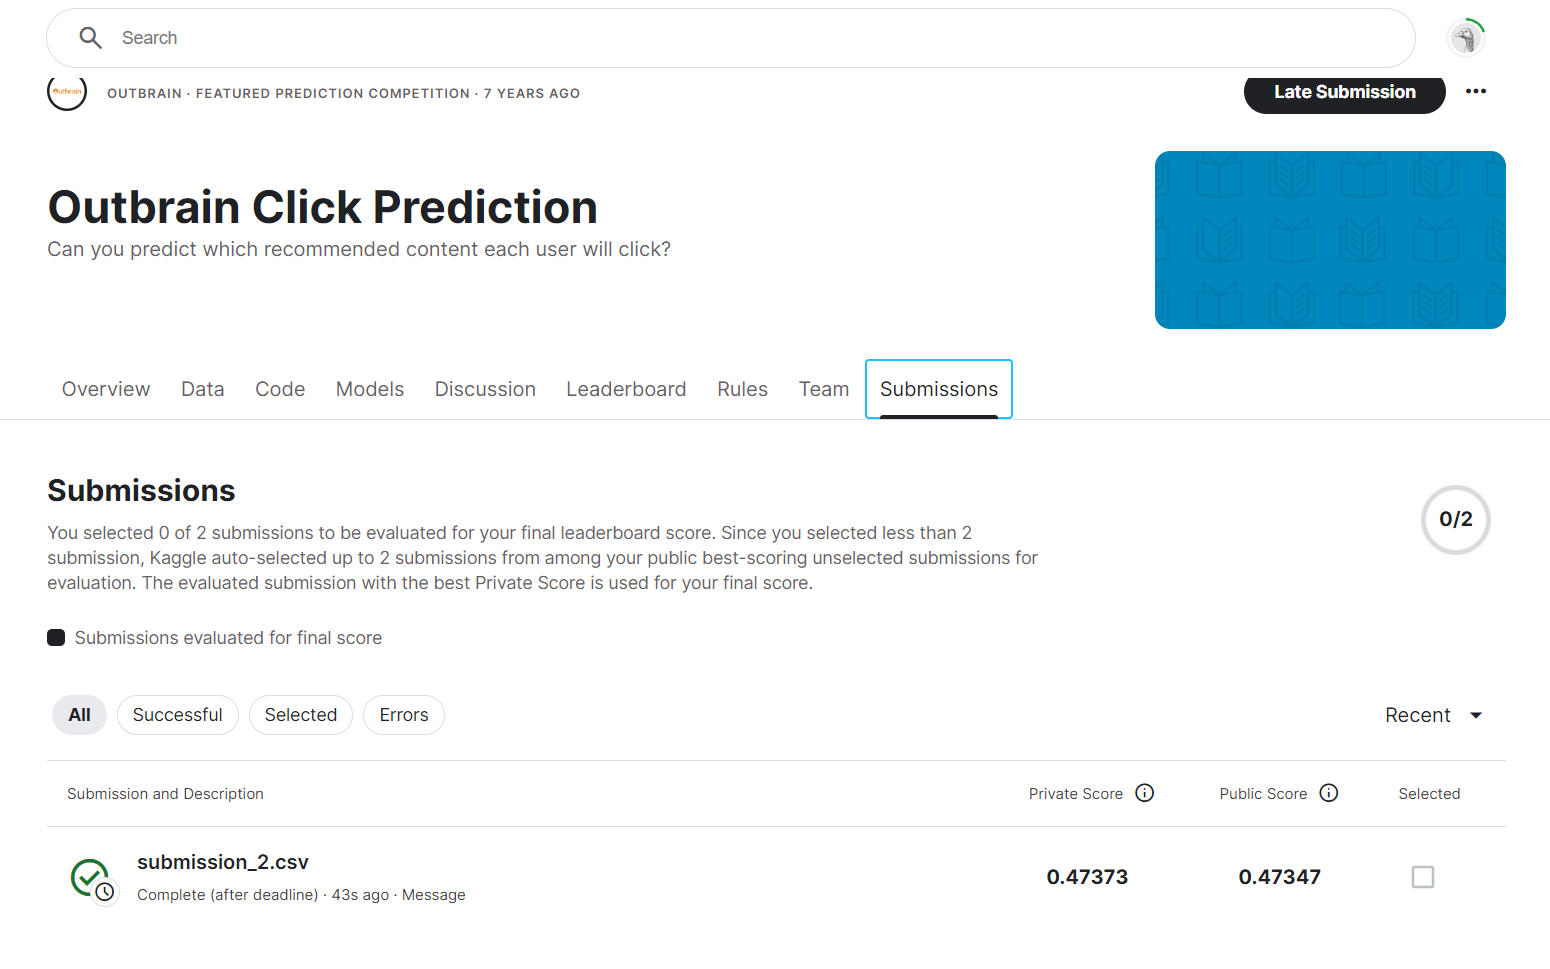 Search
Outbrain
OUTBRAIN · FEATURED PREDICTION COMPETITION · 7 YEARS AGO
Late Submission
Outbrain Click Prediction
Can you predict which recommended content each user will click?
Overview Data Code Models Discussion Leaderboard Rules Team Submissions
Submissions
0/2
You selected 0 of 2 submissions to be evaluated for your final leaderboard score. Since you selected less than 2
submission, Kaggle auto-selected up to 2 submissions from among your public best-scoring unselected submissions for
evaluation. The evaluated submission with the best Private Score is used for your final score.
Submissions evaluated for final score
All Successful Selected Errors Recent
Submission and Description Private Score Public Score Selected
submission_2.csv
0.47373 0.47347
Complete (after deadline) · 43s ago · Message